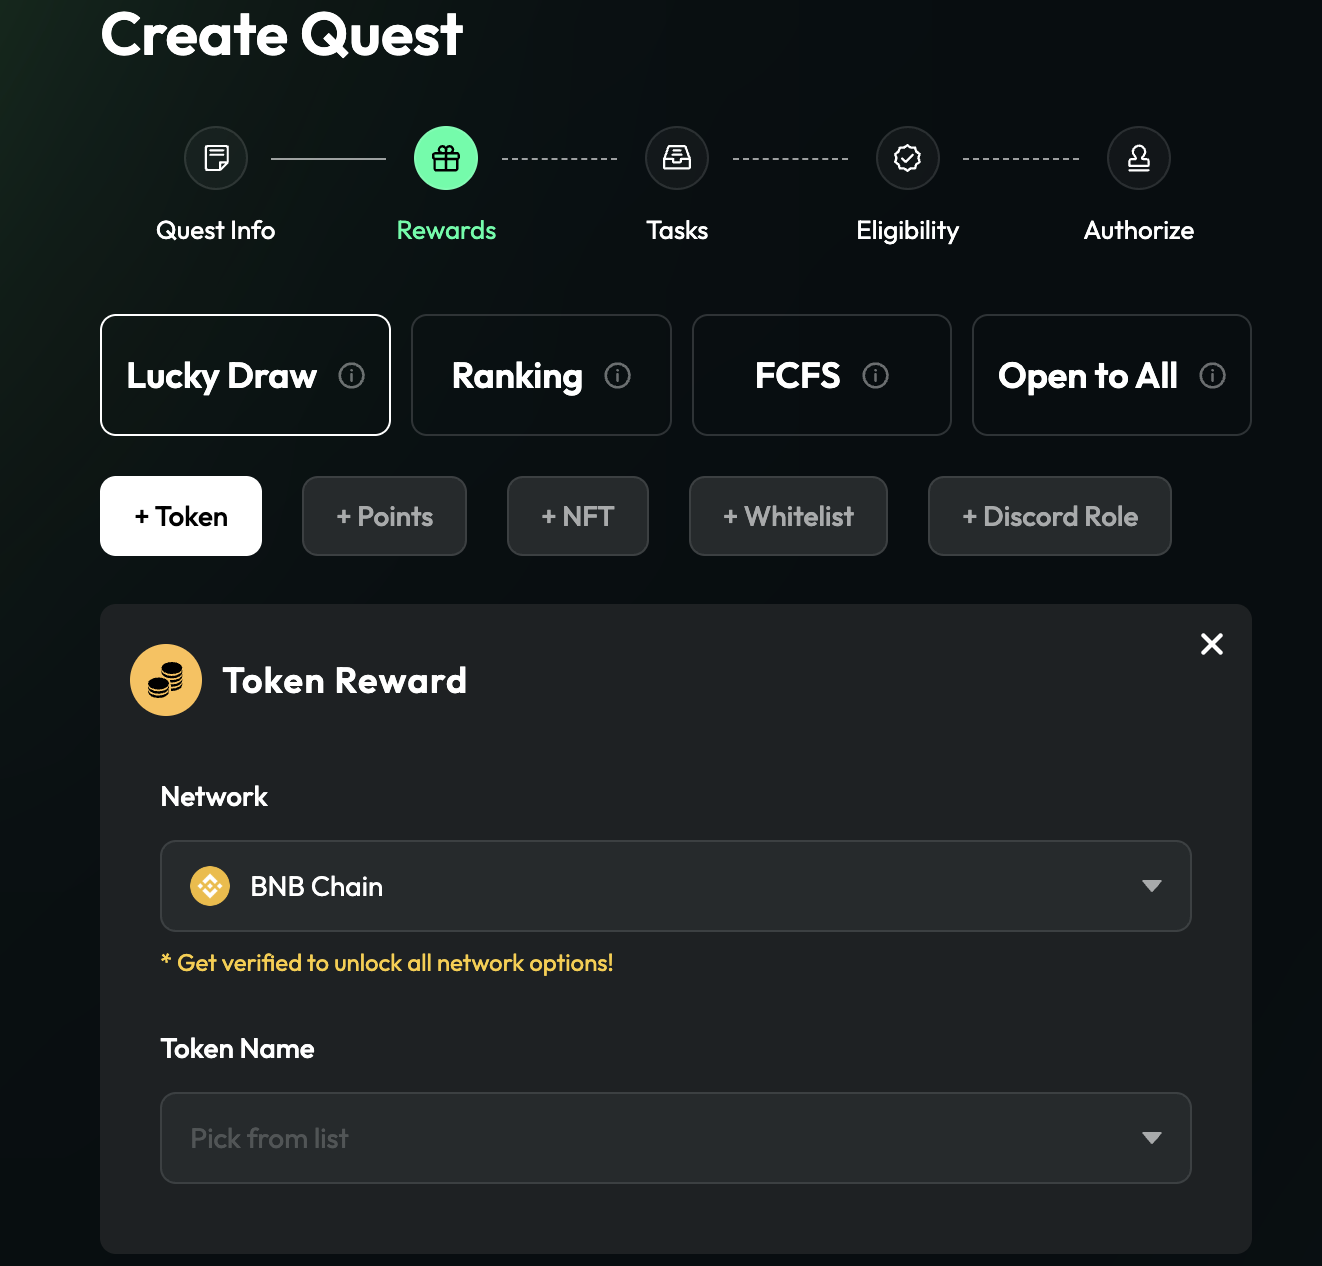 Create Quest
Quest Info
Rewards
Tasks
Eligibility
Authorize
Lucky Draw
Ranking
FCFS
Open to All
+ Token
+ Points
+ NFT
+ Whitelist
+ Discord Role
Token Reward
Network
BNB Chain
* Get verified to unlock all network options!
Token Name
Pick from list